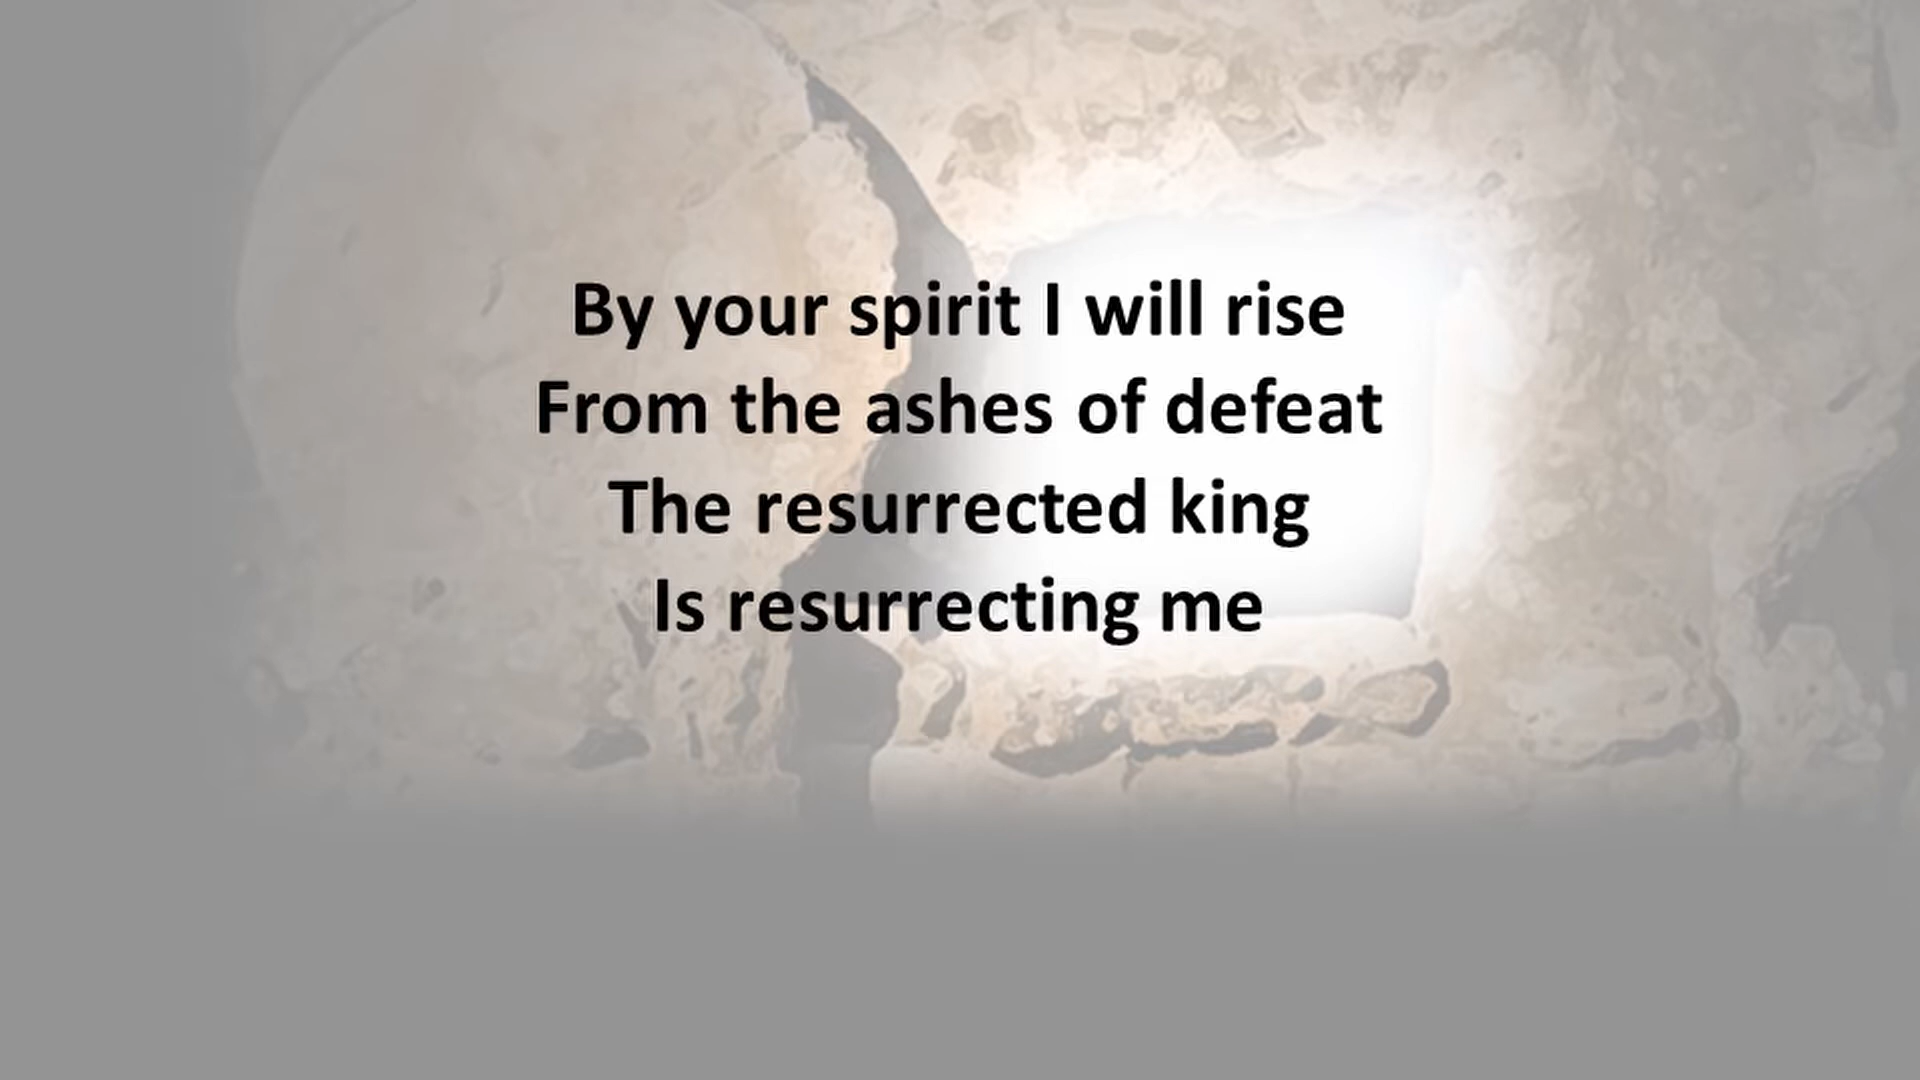 By your spirit I will rise
From the ashes of defeat
The resurrected king
Is resurrecting me